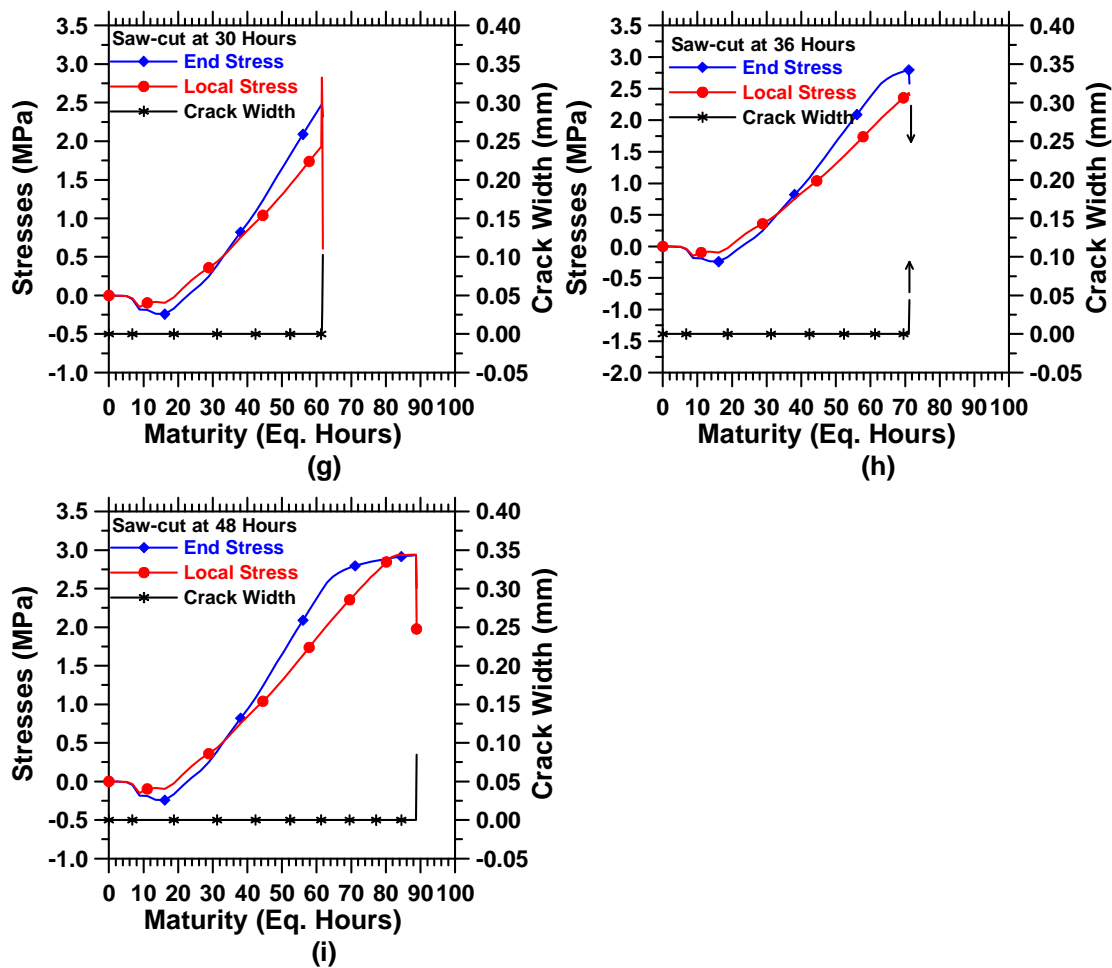 Saw-cut at 30 Hours
End Stress
Local Stress
Crack Width
3.5
3.0
2.5
2.0
1.5
1.0
0.5
0.0
-0.5
-1.0
Stresses (MPa)
0.40
0.35
0.30
0.25
0.20
0.15
0.10
0.05
0.00
-0.05
Crack Width (mm)
0 10 20 30 40 50 60 70 80 90 100
Maturity (Eq. Hours)
(g)
Saw-cut at 36 Hours
End Stress
Local Stress
Crack Width
3.5
3.0
2.5
2.0
1.5
1.0
0.5
0.0
-0.5
-1.0
-1.5
-2.0
Stresses (MPa)
0.40
0.35
0.30
0.25
0.20
0.15
0.10
0.05
0.00
-0.05
Crack Width (mm)
0 10 20 30 40 50 60 70 80 90 100
Maturity (Eq. Hours)
(h)
Saw-cut at 48 Hours
End Stress
Local Stress
Crack Width
3.5
3.0
2.5
2.0
1.5
1.0
0.5
0.0
-0.5
-1.0
Stresses (MPa)
0.40
0.35
0.30
0.25
0.20
0.15
0.10
0.05
0.00
-0.05
Crack Width (mm)
0 10 20 30 40 50 60 70 80 90 100
Maturity (Eq. Hours)
(i)